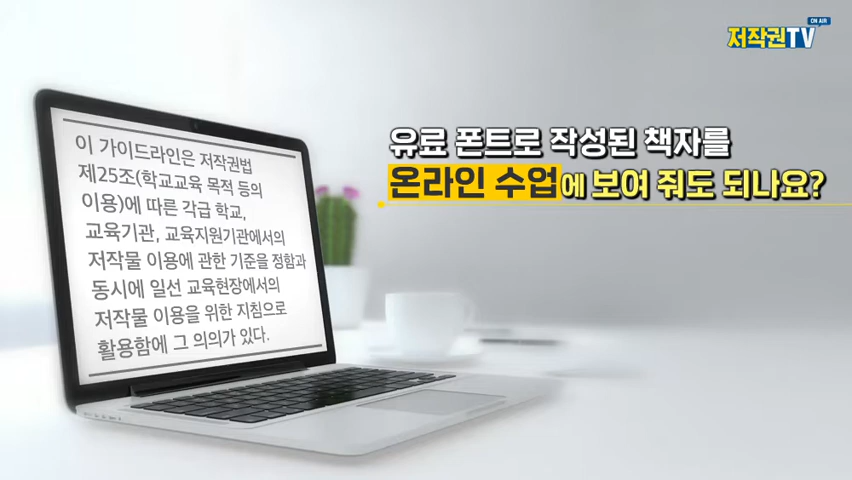 ON AIR
저작권TV
유료 폰트로 작성된 책자를
온라인 수업에 보여 줘도 되나요?
이 가이드라인은 저작권법
제25조(학교교육 목적 등의
이용)에 따른 각급 학교,
교육기관, 교육지원기관에서의
저작물 이용에 관한 기준을 정함과
동시에 일선 교육현장에서의
저작물 이용을 위한 지침으로
활용함에 그 의의가 있다.